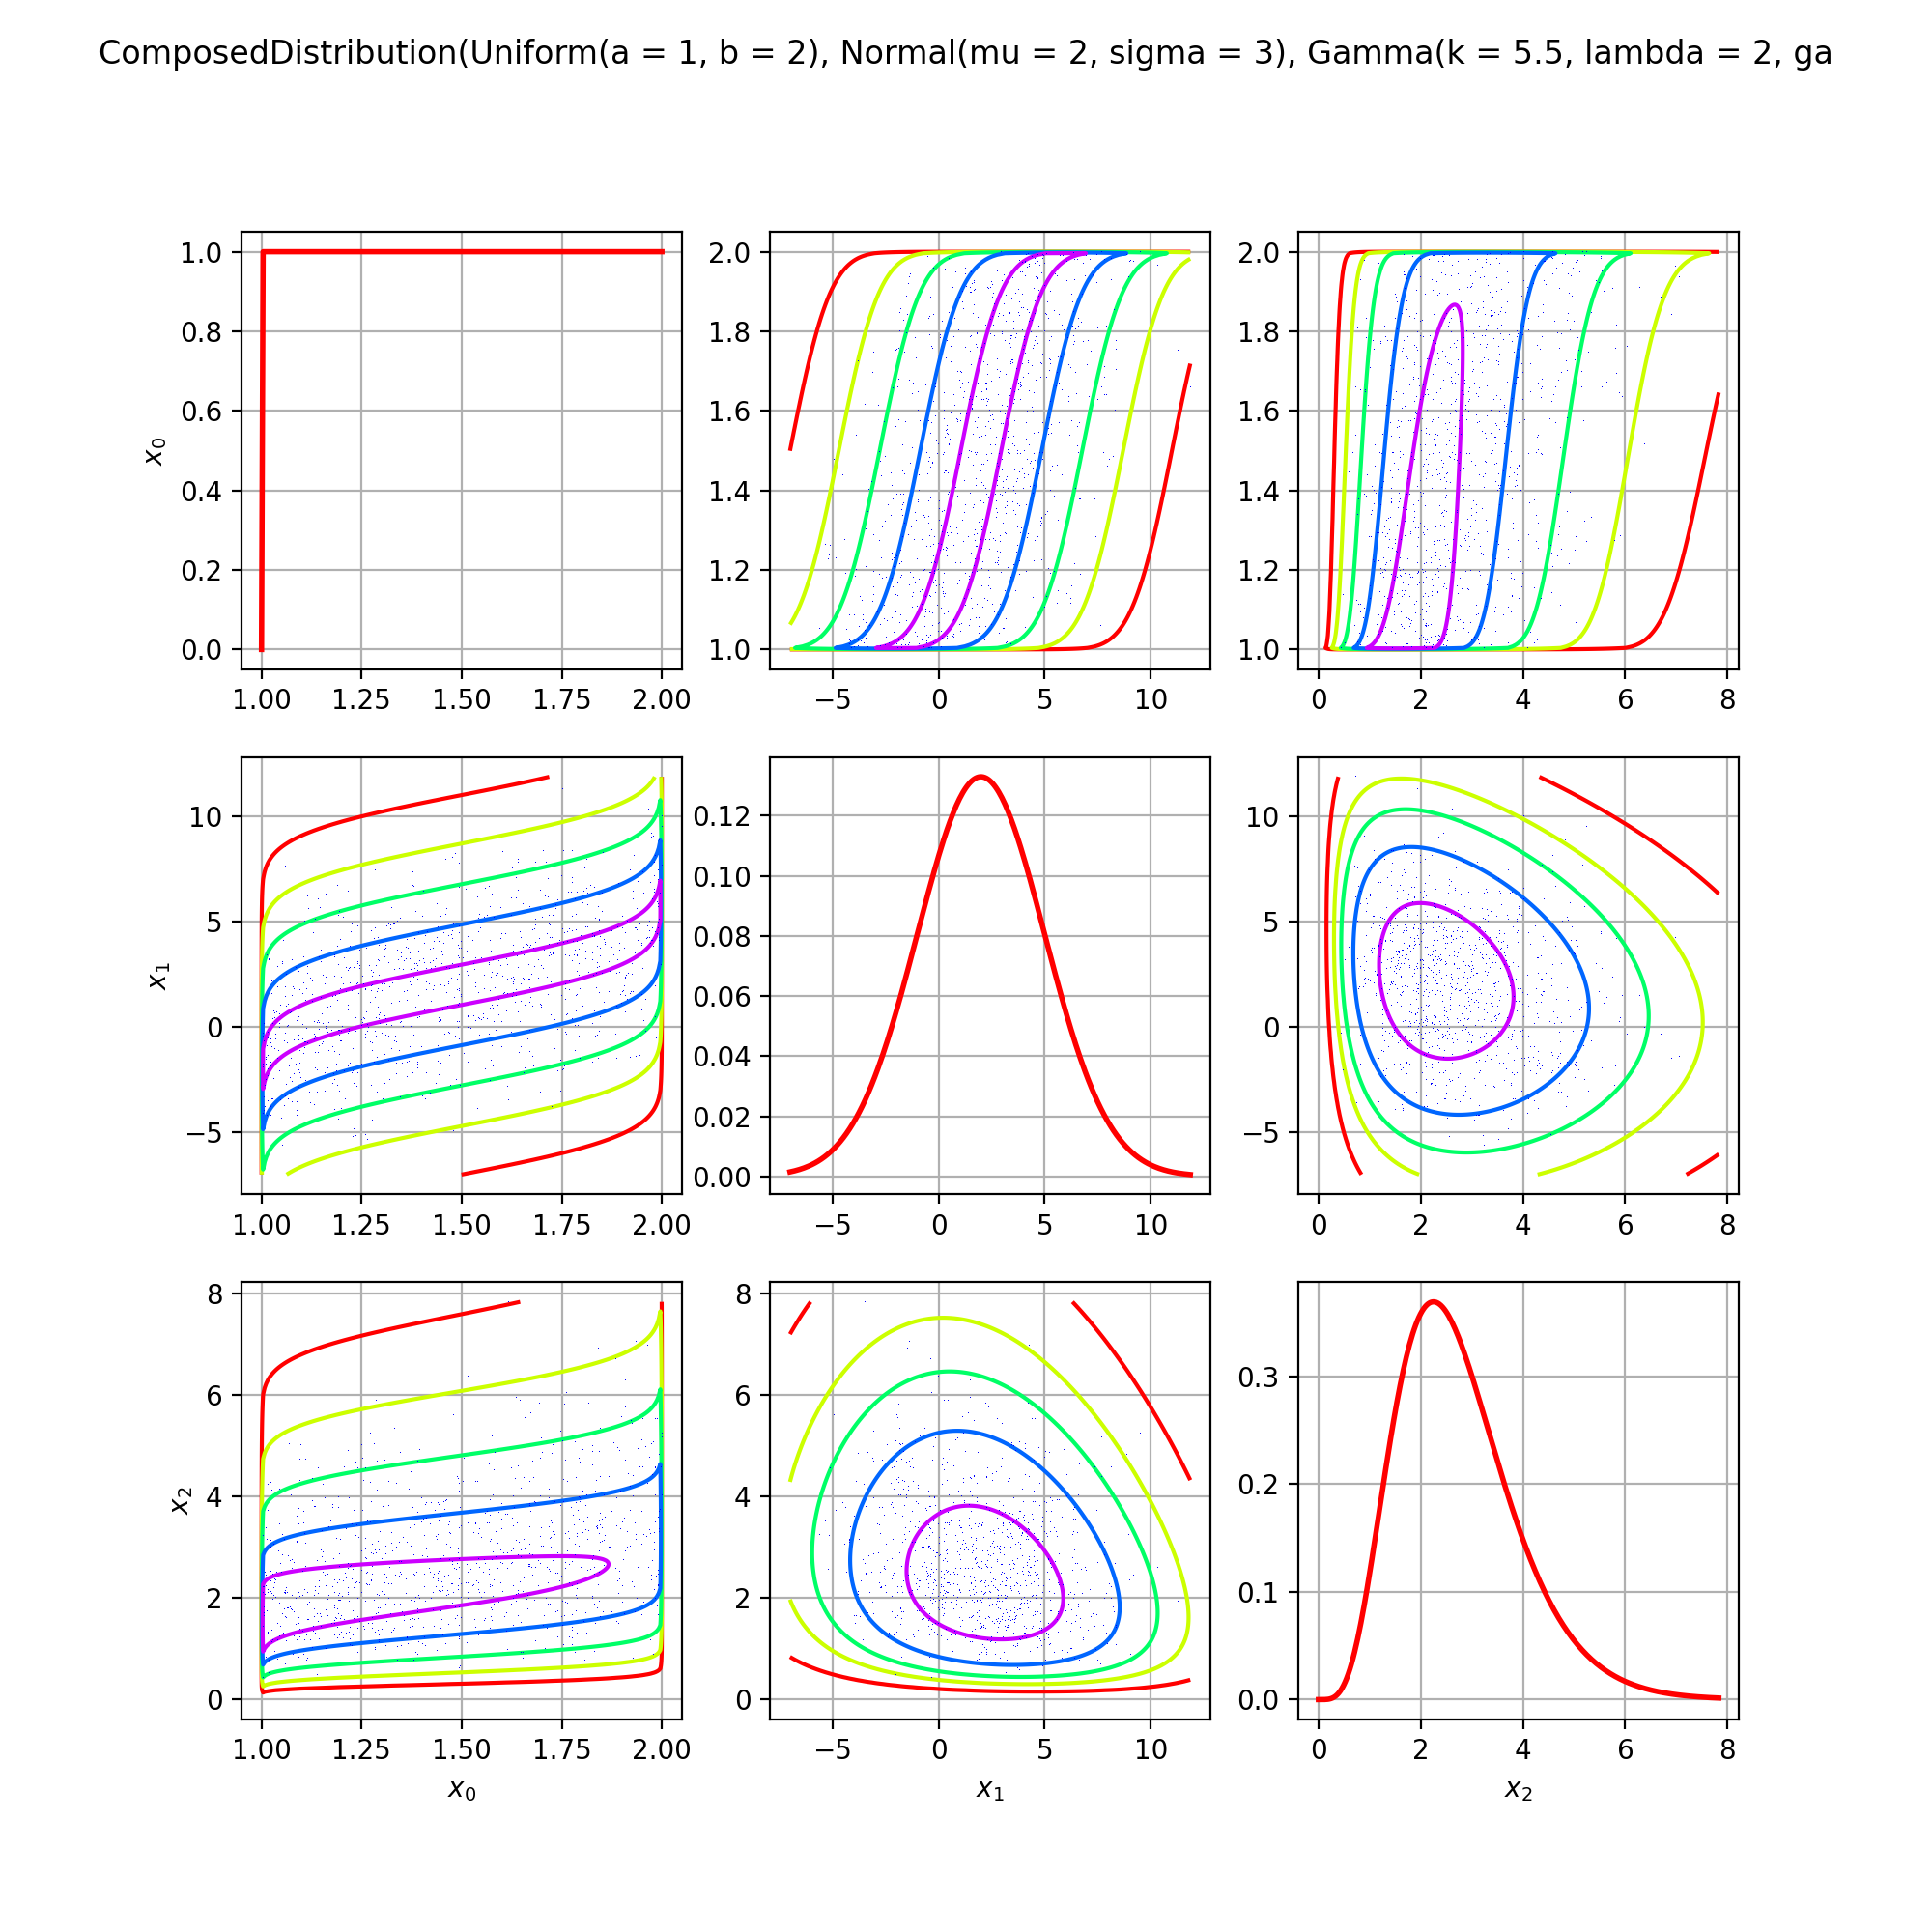 ComposedDistribution(Uniform(a = 1, b = 2), Normal(mu = 2, sigma = 3), Gamma(k = 5.5, lambda = 2, ga
1.0
0.8
0.6
0.4
0.2
0.0
x₀
1.00 1.25 1.50 1.75 2.00
2.0
1.8
1.6
1.4
1.2
1.0
−5 0 5 10
2.0
1.8
1.6
1.4
1.2
1.0
0 2 4 6 8
10
5
0
−5
x₁
1.00 1.25 1.50 1.75 2.00
0.12
0.10
0.08
0.06
0.04
0.02
0.00
−5 0 5 10
10
5
0
−5
0 2 4 6 8
8
6
4
2
0
x₂
1.00 1.25 1.50 1.75 2.00
x₀
8
6
4
2
0
−5 0 5 10
x₁
0.3
0.2
0.1
0.0
0 2 4 6 8
x₂